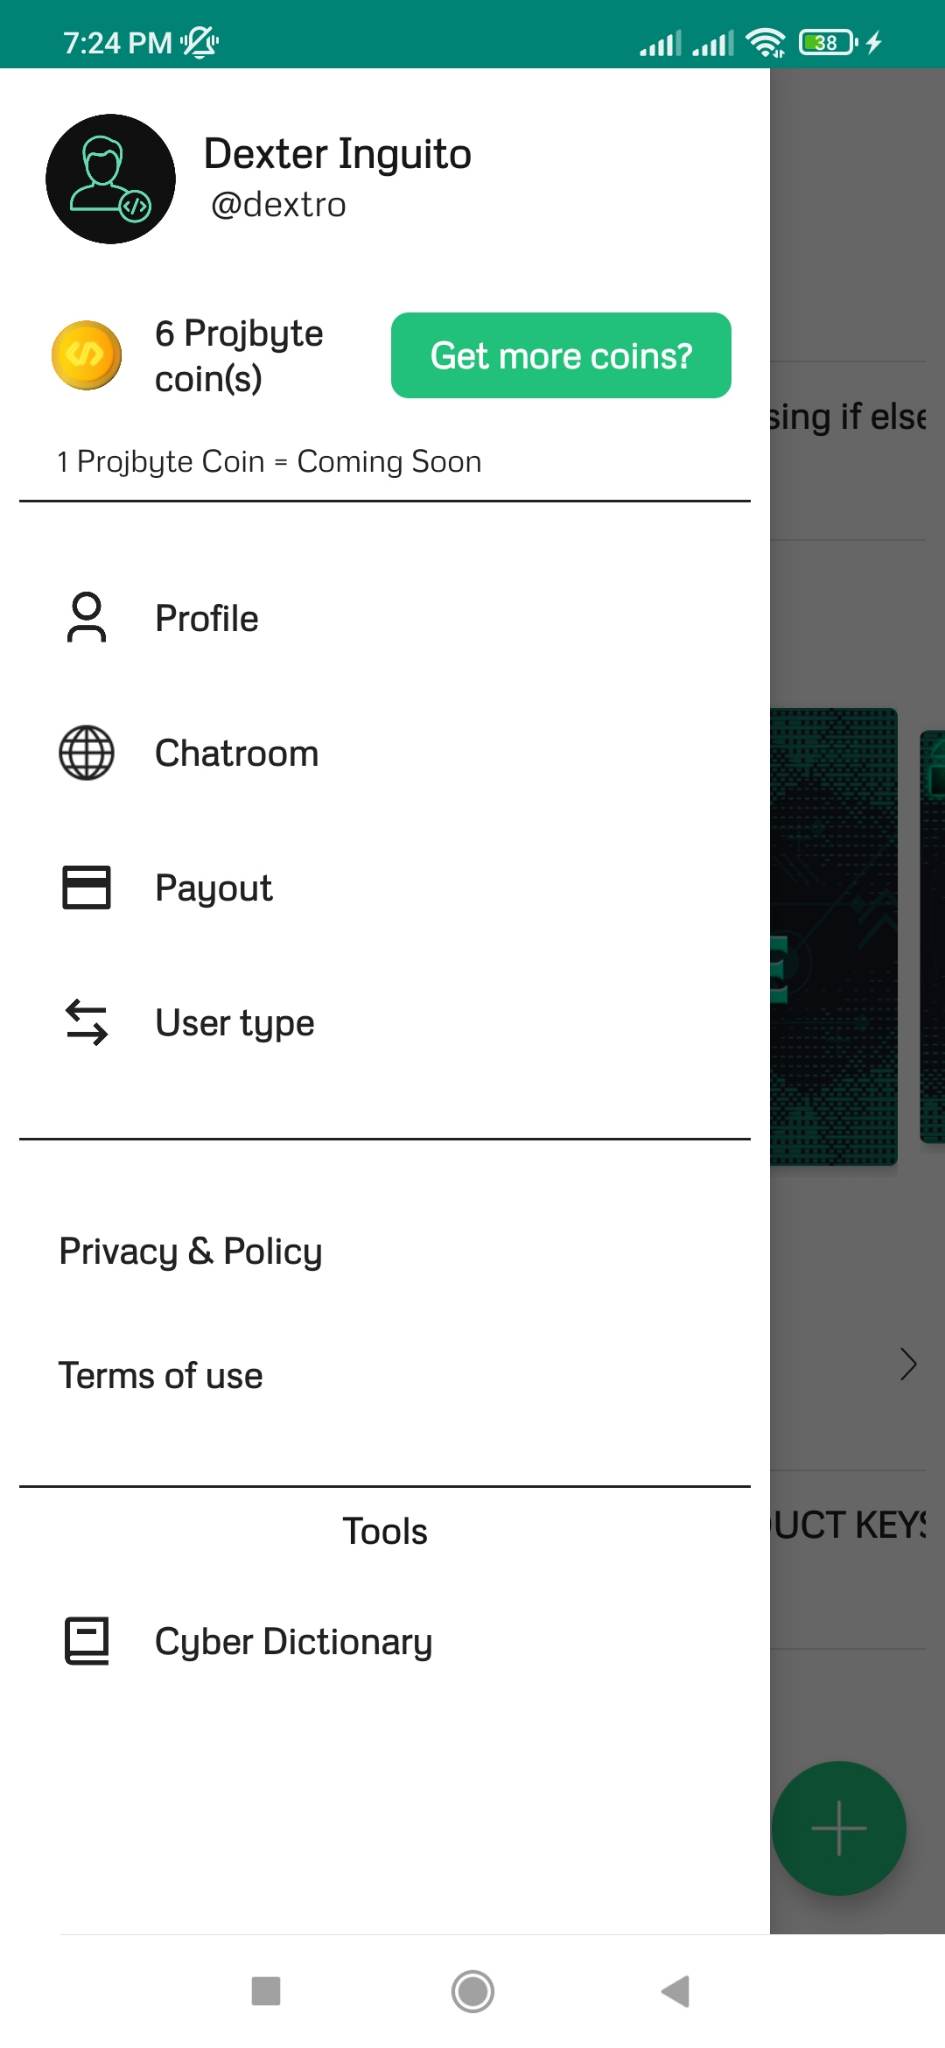 7:24 PM
38
Dexter Inguito
@dextro
6 Projbyte
coin(s)
Get more coins?
1 Projbyte Coin = Coming Soon
sing if else
Profile
Chatroom
Payout
User type
Privacy & Policy
Terms of use
Tools
UCT KEYS
Cyber Dictionary